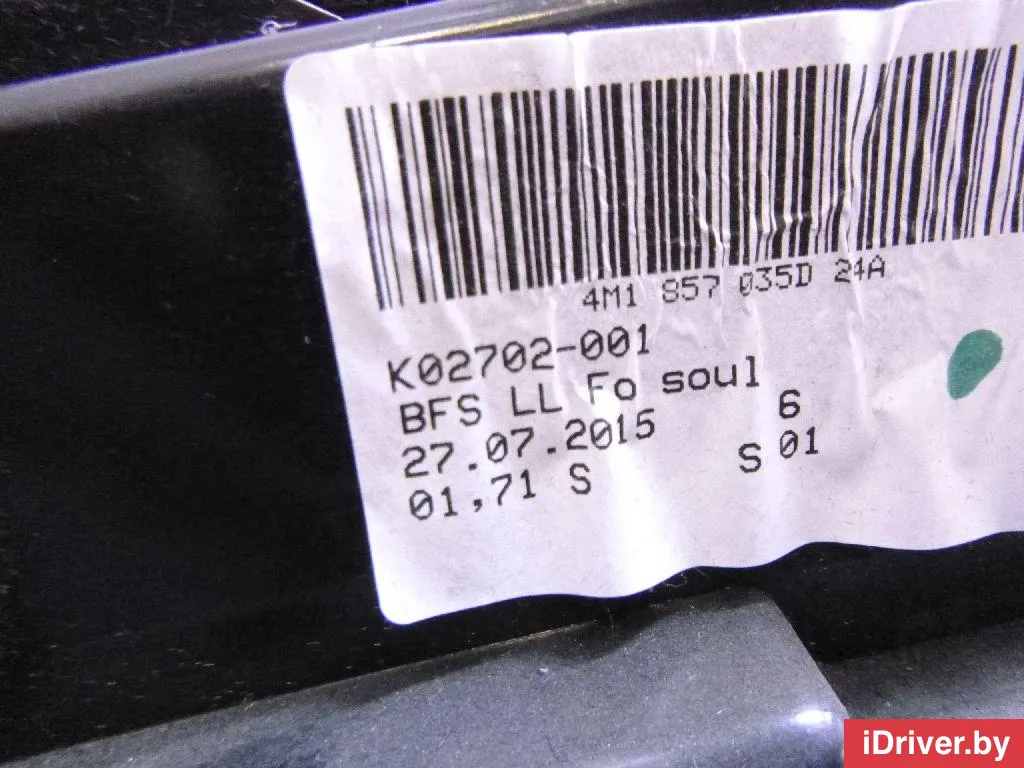 4M1 857 035D 24A
K02702-001
BFS LL Fo soul
27.07.2015 6
01,71 S S 01
iDriver.by